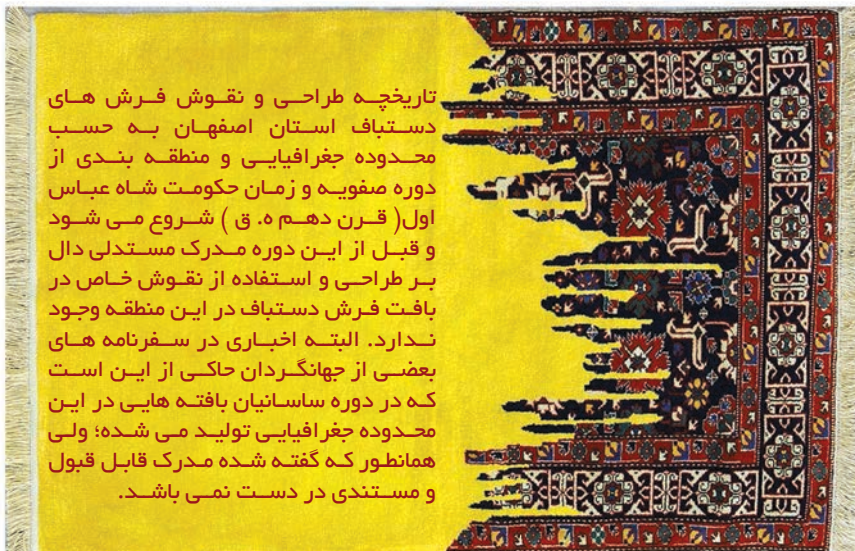 تاریخچه طراحی و نقوش فرش های
دستباف استان اصفهان به حسب
محدوده جغرافیایی و منطقه بندی از
دوره صفویه و زمان حکومت شاه عباس
اول( قرن دهم ه. ق ) شروع می شود
و قبل از این دوره مدرک مستدلی دال
بر طراحی و استفاده از نقوش خاص در
بافت فرش دستباف در این منطقه وجود
ندارد. البته اخباری در سفرنامه های
بعضی از جهانگردان حاکی از این است
که در دوره ساسانیان بافته هایی در این
محدوده جغرافیایی تولید می شده؛ ولی
همانطور که گفته شده مدرک قابل قبول
و مستندی در دست نمی باشد.